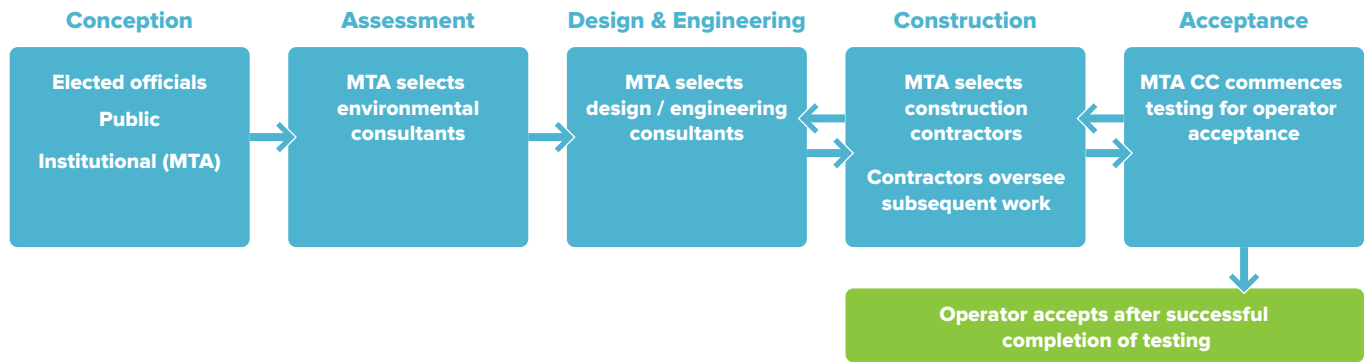 Conception
Elected officials
Public
Institutional (MTA)
Assessment
MTA selects
environmental
consultants
Design & Engineering
MTA selects
design / engineering
consultants
Construction
MTA selects
construction
contractors
Contractors oversee
subsequent work
Acceptance
MTA CC commences
testing for operator
acceptance
Operator accepts after successful
completion of testing